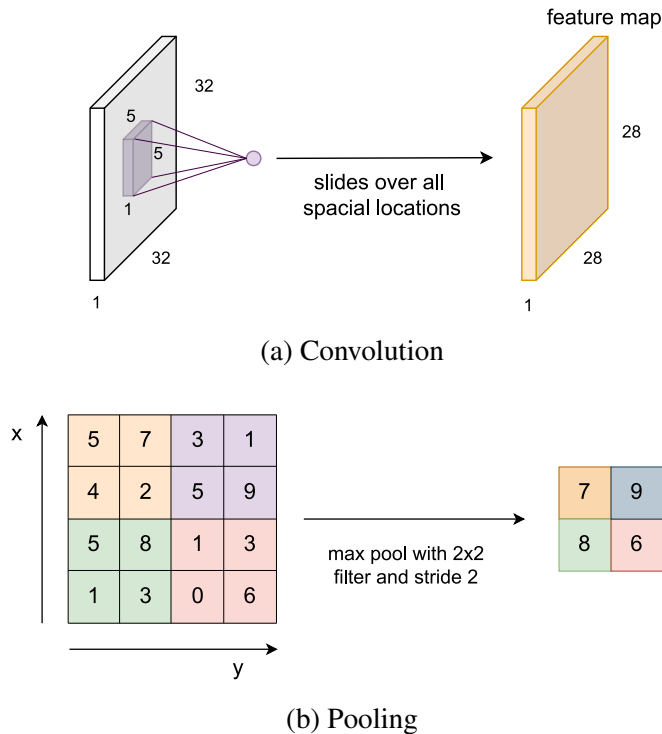 feature map
32
5
5
28
slides over all
spacial locations
1
32
28
1
1
(a) Convolution
x
5 7 3 1
4 2 5 9
7 9
5 8 1 3
8 6
max pool with 2x2
filter and stride 2
1 3 0 6
y
(b) Pooling